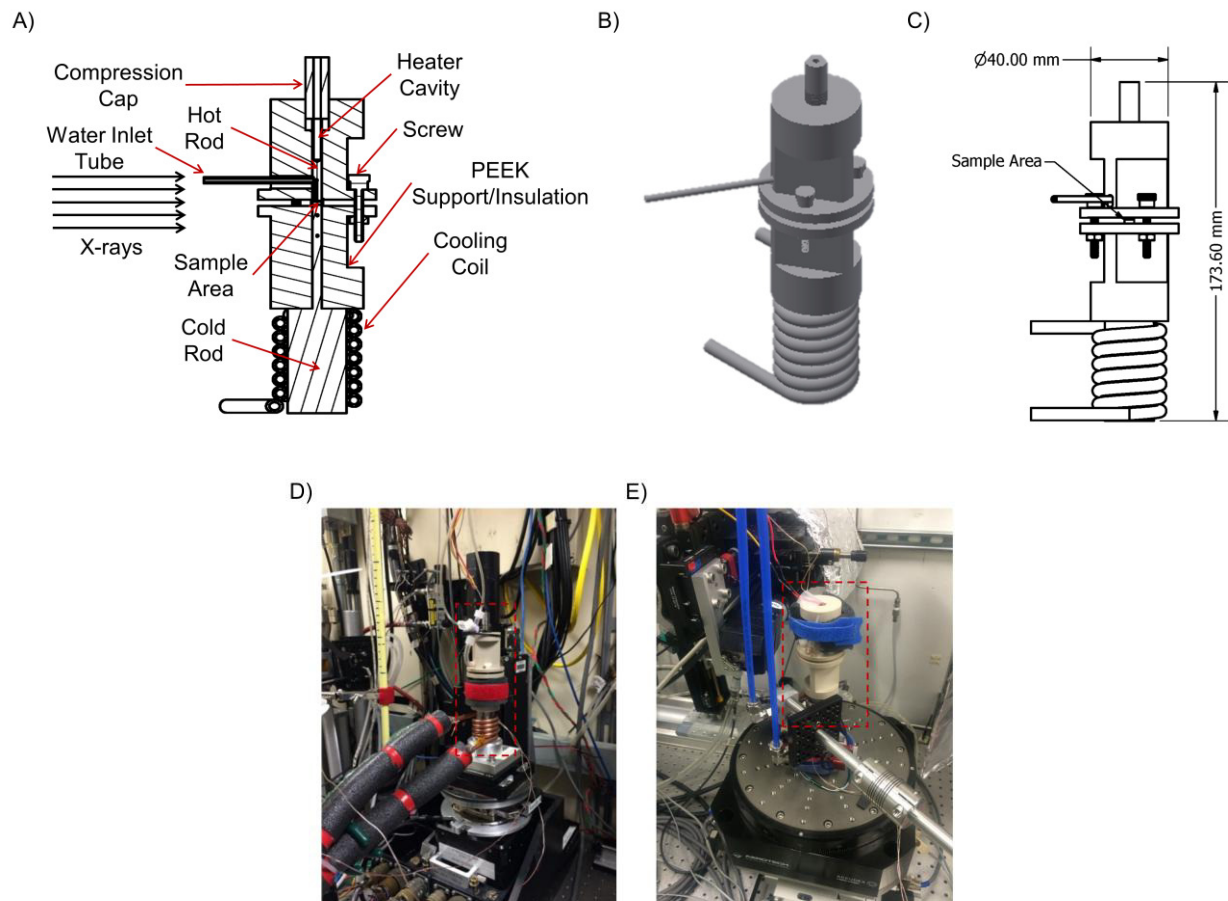 A)
Compression
Cap
Heater
Cavity
Hot
Rod
Screw
Water Inlet
Tube
PEEK
Support/Insulation
X-rays
Sample
Area
Cooling
Coil
Cold
Rod
B)
C)
Ø40.00 mm
Sample Area
173.60 mm
D)
E)